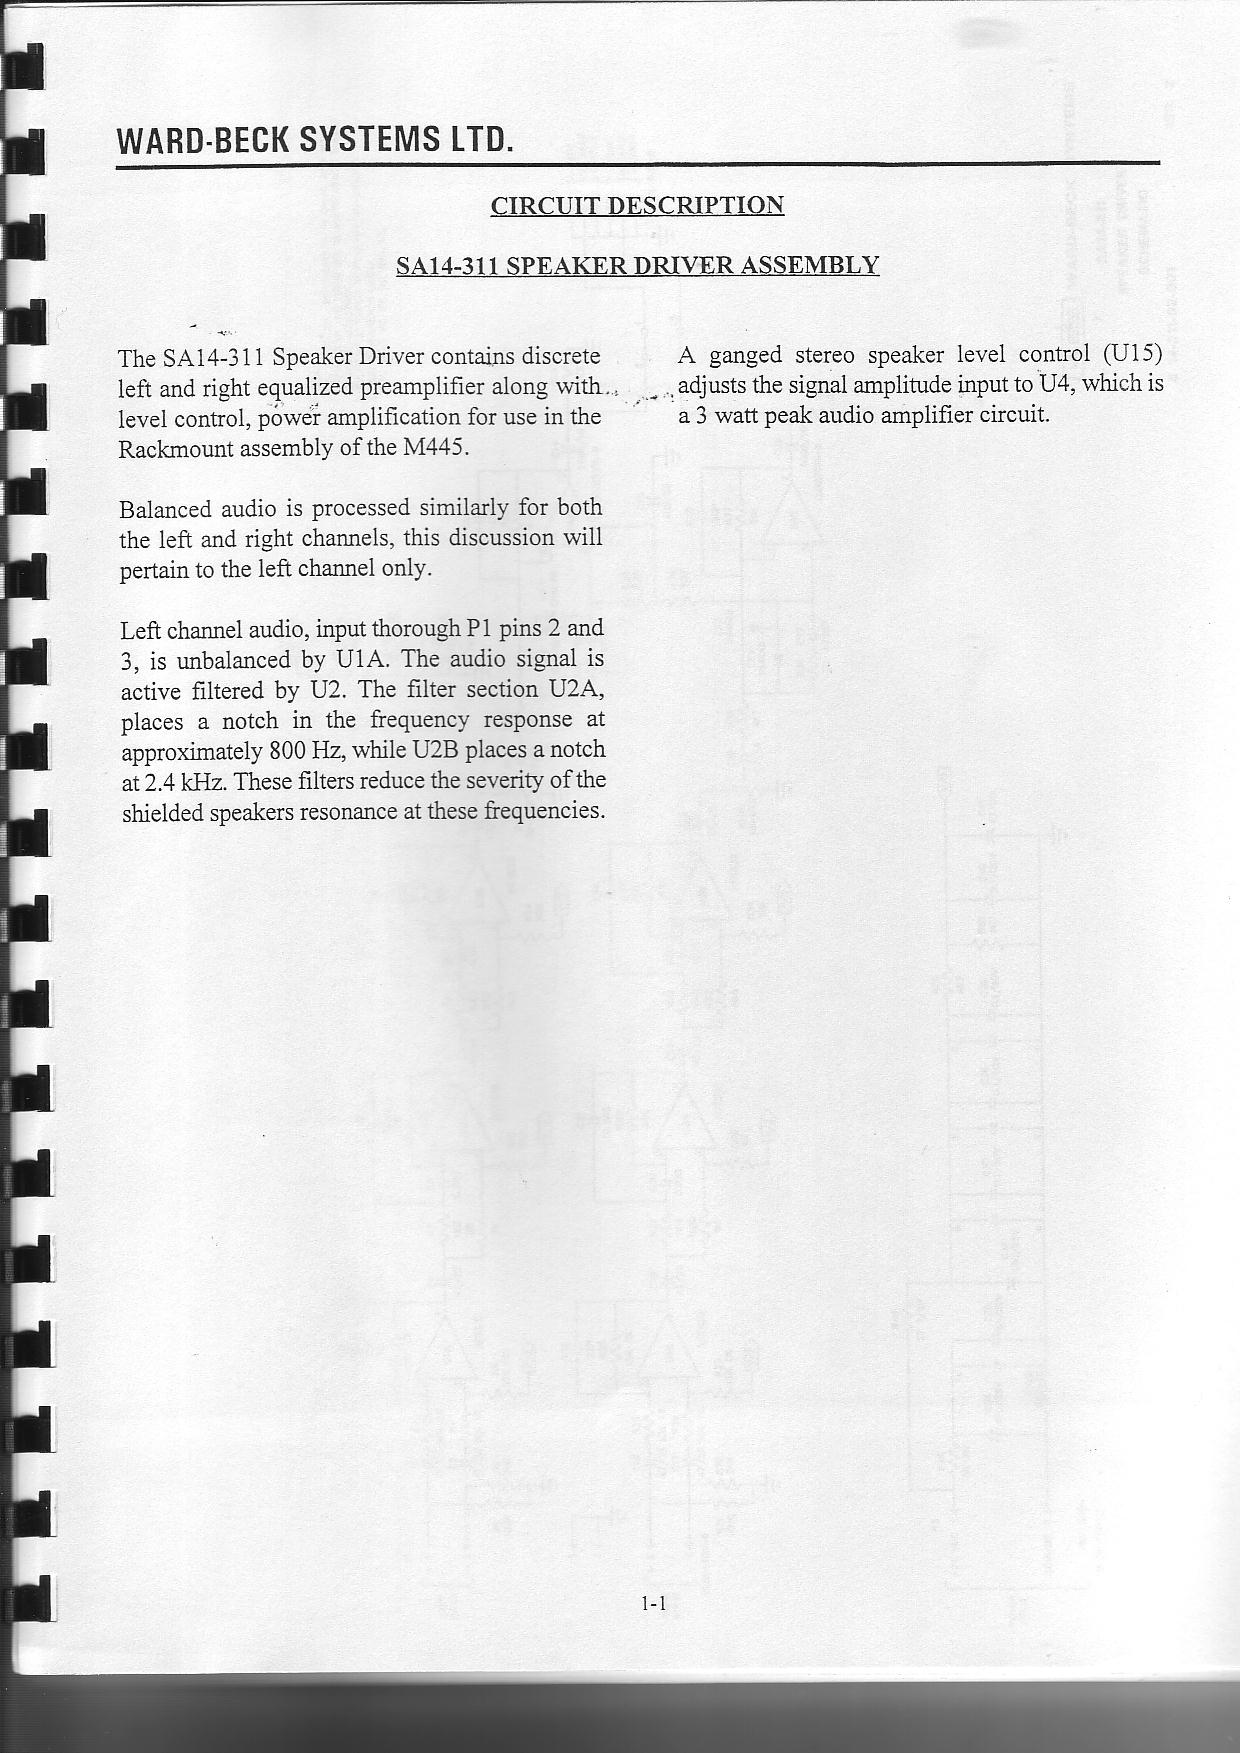 WARD-BECK SYSTEMS LTD.
CIRCUIT DESCRIPTION
SA14-311 SPEAKER DRIVER ASSEMBLY
The SA14-311 Speaker Driver contains discrete
left and right equalized preamplifier along with
level control, power amplification for use in the
Rackmount assembly of the M445.
Balanced audio is processed similarly for both
the left and right channels, this discussion will
pertain to the left channel only.
Left channel audio, input thorough P1 pins 2 and
3, is unbalanced by U1A. The audio signal is
active filtered by U2. The filter section U2A,
places a notch in the frequency response at
approximately 800 Hz, while U2B places a notch
at 2.4 kHz. These filters reduce the severity of the
shielded speakers resonance at these frequencies.
A ganged stereo speaker level control (U15)
adjusts the signal amplitude input to U4, which is
a 3 watt peak audio amplifier circuit.
1-1